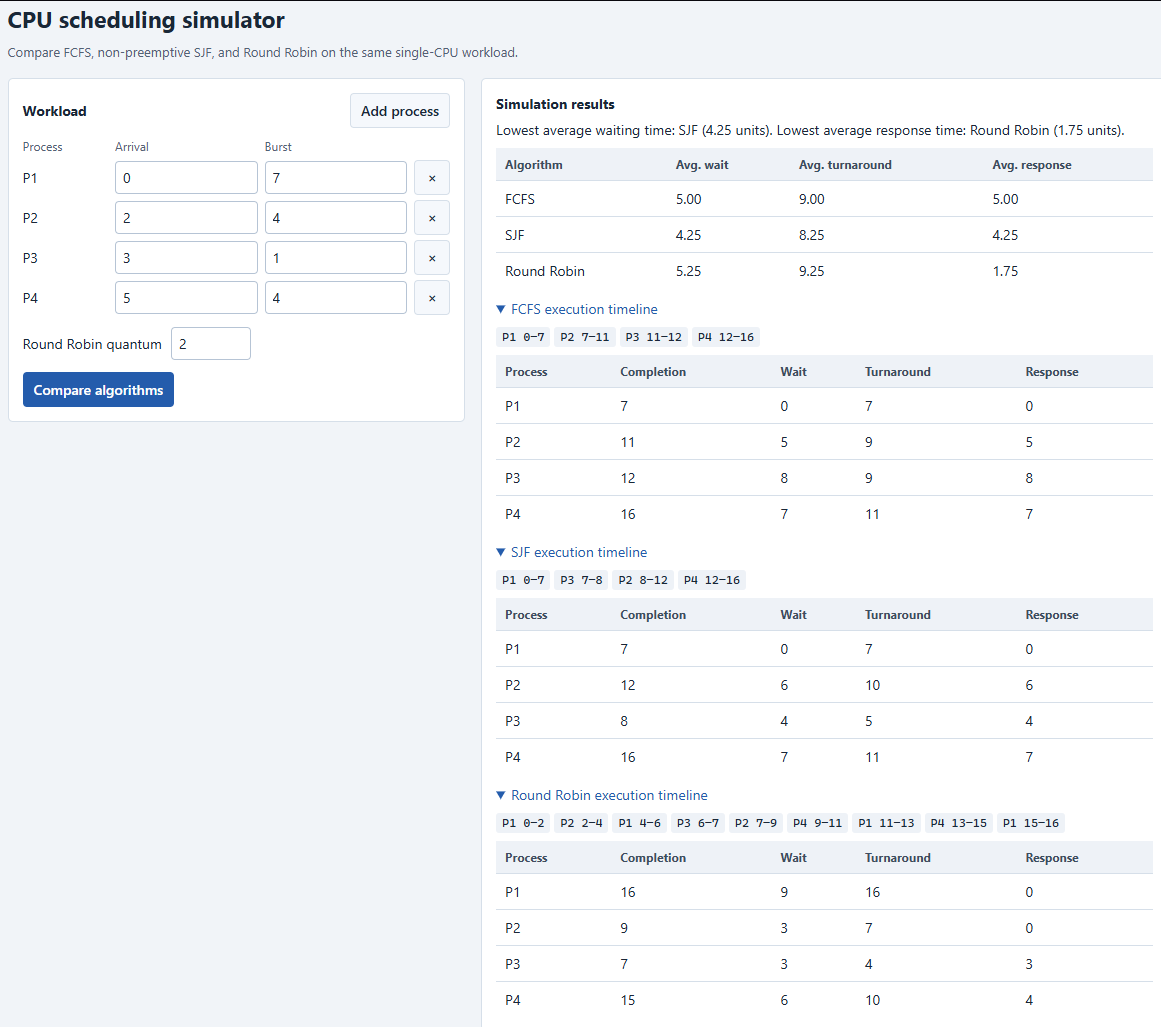 CPU scheduling simulator
Compare FCFS, non-preemptive SJF, and Round Robin on the same single-CPU workload.
Workload
Add process
Process Arrival Burst
P1 0 7 ×
P2 2 4 ×
P3 3 1 ×
P4 5 4 ×
Round Robin quantum 2
Compare algorithms
Simulation results
Lowest average waiting time: SJF (4.25 units). Lowest average response time: Round Robin (1.75 units).
Algorithm Avg. wait Avg. turnaround Avg. response
FCFS 5.00 9.00 5.00
SJF 4.25 8.25 4.25
Round Robin 5.25 9.25 1.75
▼ FCFS execution timeline
P1 0–7 P2 7–11 P3 11–12 P4 12–16
Process Completion Wait Turnaround Response
P1 7 0 7 0
P2 11 5 9 5
P3 12 8 9 8
P4 16 7 11 7
▼ SJF execution timeline
P1 0–7 P3 7–8 P2 8–12 P4 12–16
Process Completion Wait Turnaround Response
P1 7 0 7 0
P2 12 6 10 6
P3 8 4 5 4
P4 16 7 11 7
▼ Round Robin execution timeline
P1 0–2 P2 2–4 P1 4–6 P3 6–7 P2 7–9 P4 9–11 P1 11–13 P4 13–15 P1 15–16
Process Completion Wait Turnaround Response
P1 16 9 16 0
P2 9 3 7 0
P3 7 3 4 3
P4 15 6 10 4